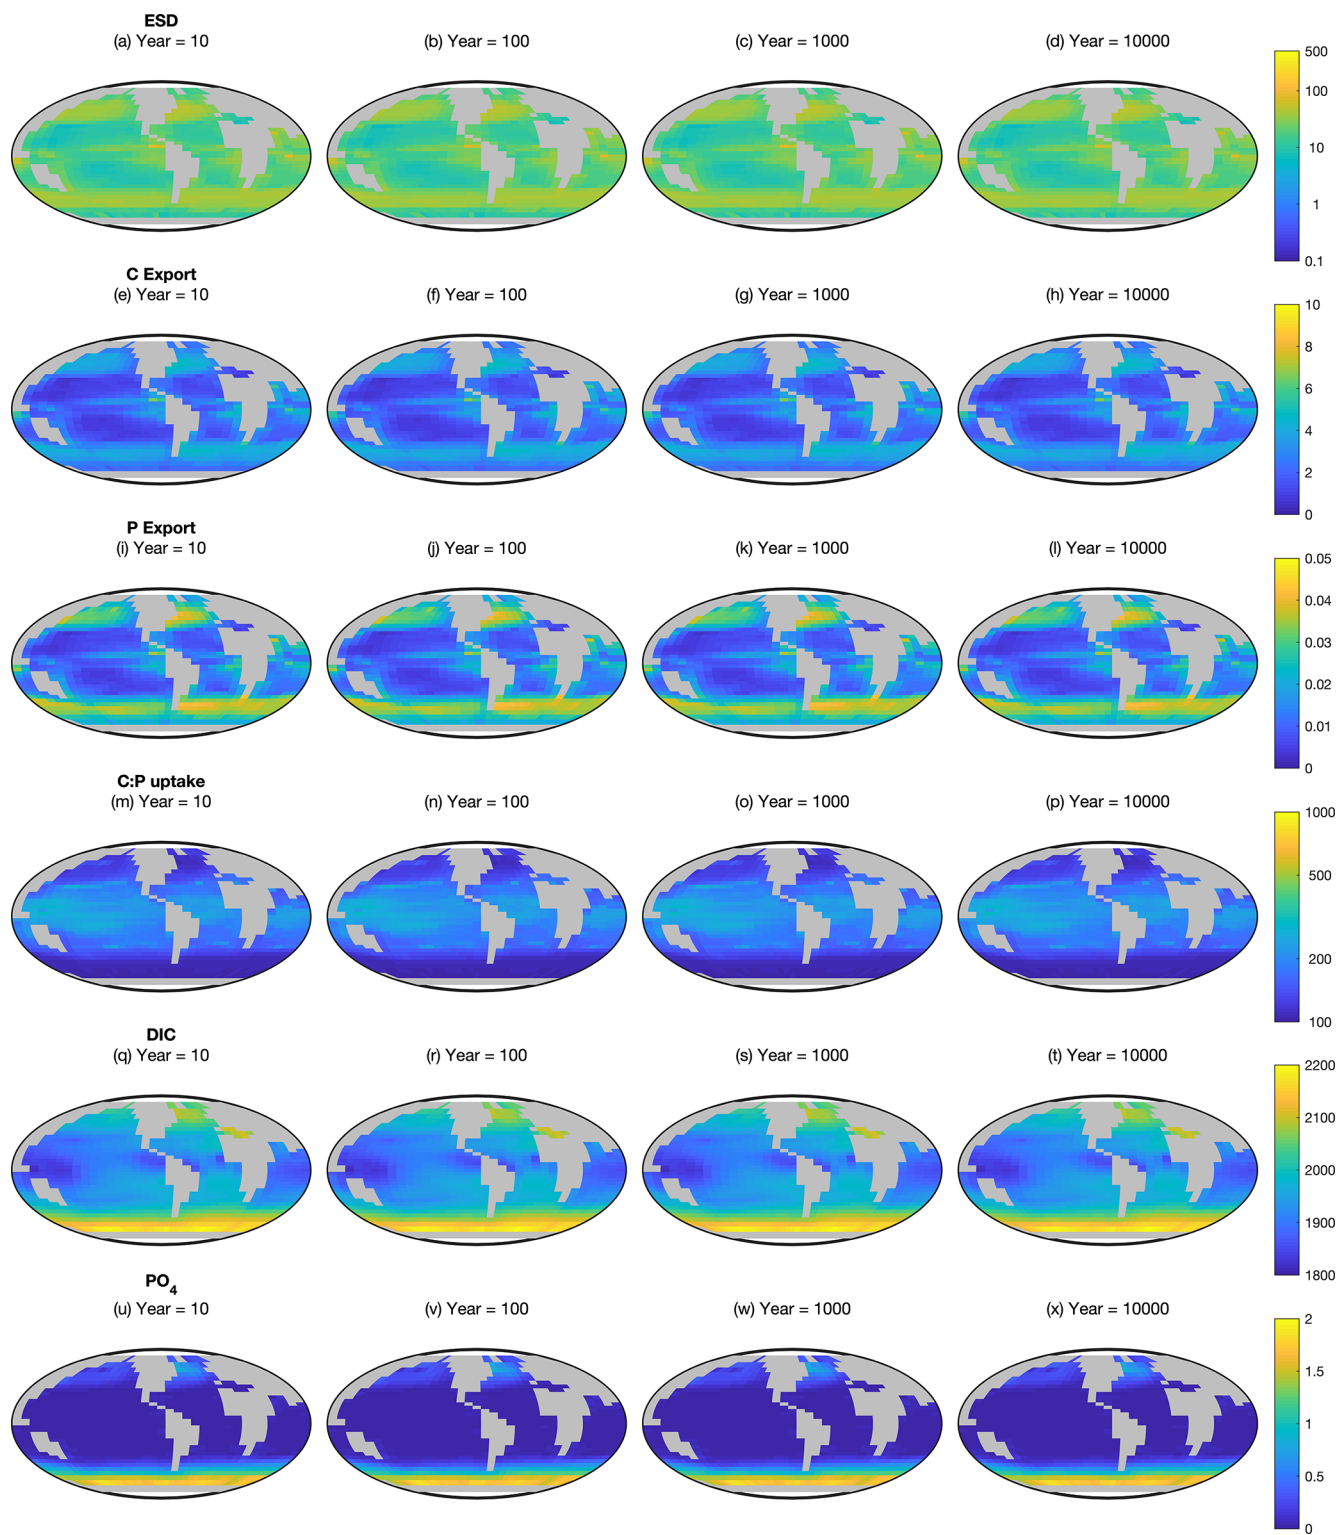 ESD
(a) Year = 10
(b) Year = 100
(c) Year = 1000
(d) Year = 10000
500
100
10
1
0.1
C Export
(e) Year = 10
(f) Year = 100
(g) Year = 1000
(h) Year = 10000
10
8
6
4
2
0
P Export
(i) Year = 10
(j) Year = 100
(k) Year = 1000
(l) Year = 10000
0.05
0.04
0.03
0.02
0.01
0
C:P uptake
(m) Year = 10
(n) Year = 100
(o) Year = 1000
(p) Year = 10000
1000
500
200
100
DIC
(q) Year = 10
(r) Year = 100
(s) Year = 1000
(t) Year = 10000
2200
2100
2000
1900
1800
PO4
(u) Year = 10
(v) Year = 100
(w) Year = 1000
(x) Year = 10000
2
1.5
1
0.5
0